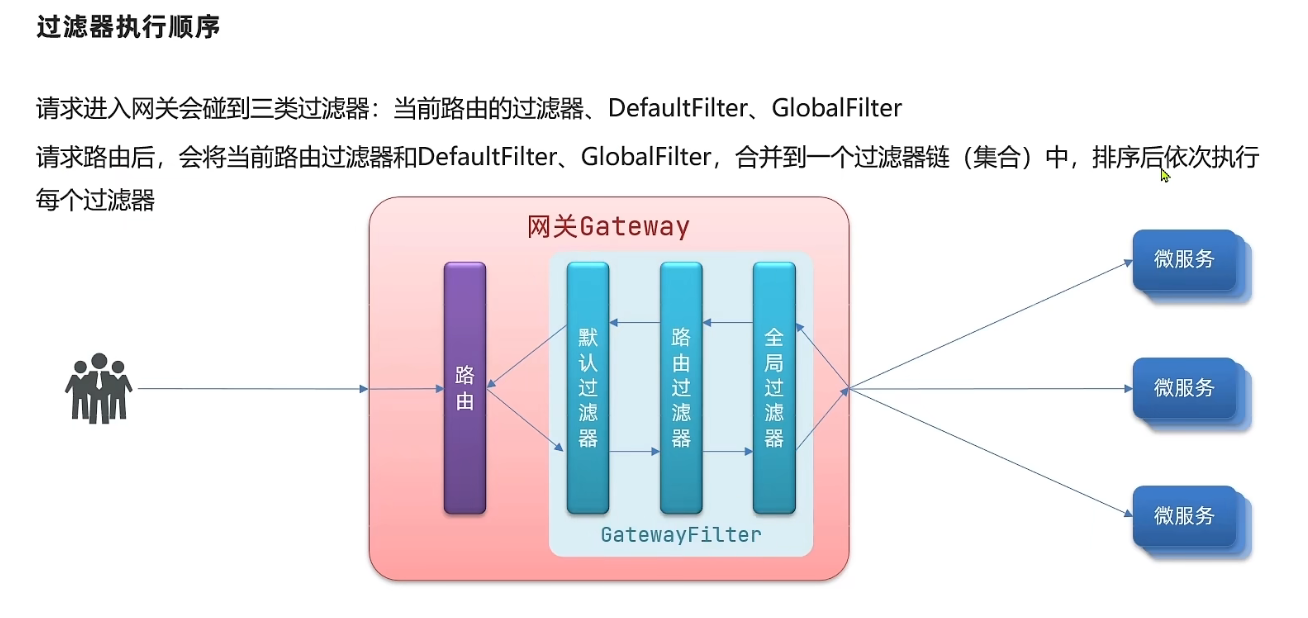 过滤器执行顺序
请求进入网关会碰到三类过滤器：当前路由的过滤器、DefaultFilter、GlobalFilter
请求路由后，会将当前路由过滤器和DefaultFilter、GlobalFilter，合并到一个过滤器链（集合）中，排序后依次执行
每个过滤器
网关Gateway
路由
默认过滤器
路由过滤器
全局过滤器
GatewayFilter
微服务
微服务
微服务